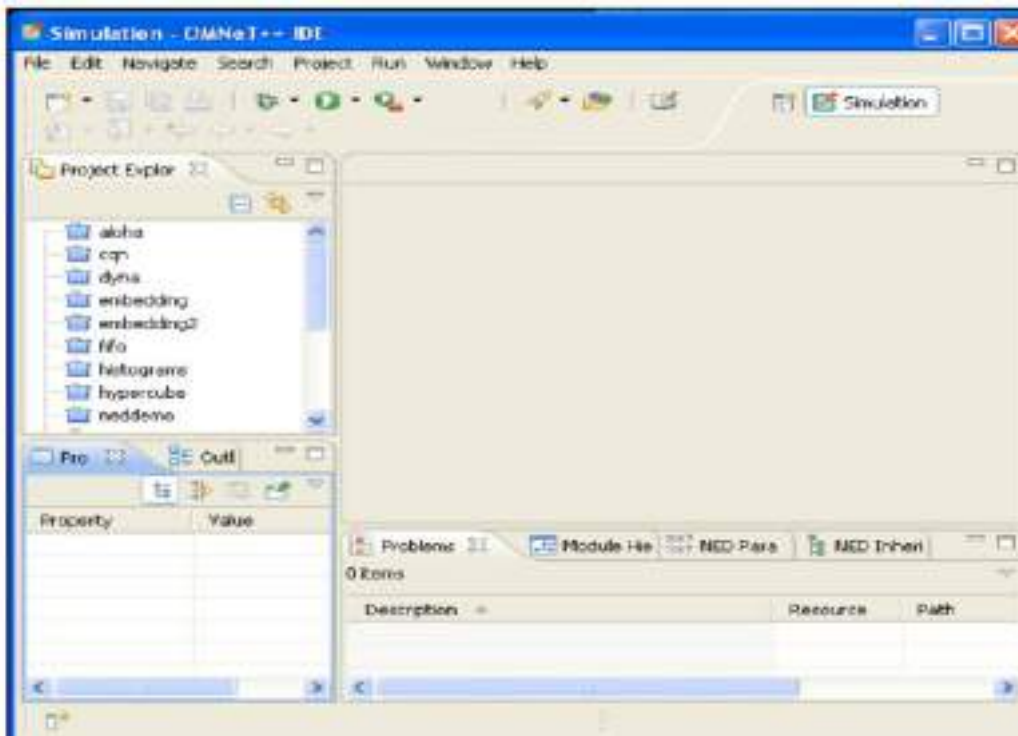 Simulation - OMNeT++ IDE
File Edit Navigate Search Project Run Window Help
Simulation
Project Explor
aloha
cqn
dyna
embedding
embedding2
fifo
histograms
hypercube
neddemo
Pro Outl
Property Value
Problems Module Hie NED Para NED Inheri
0 items
Description Resource Path